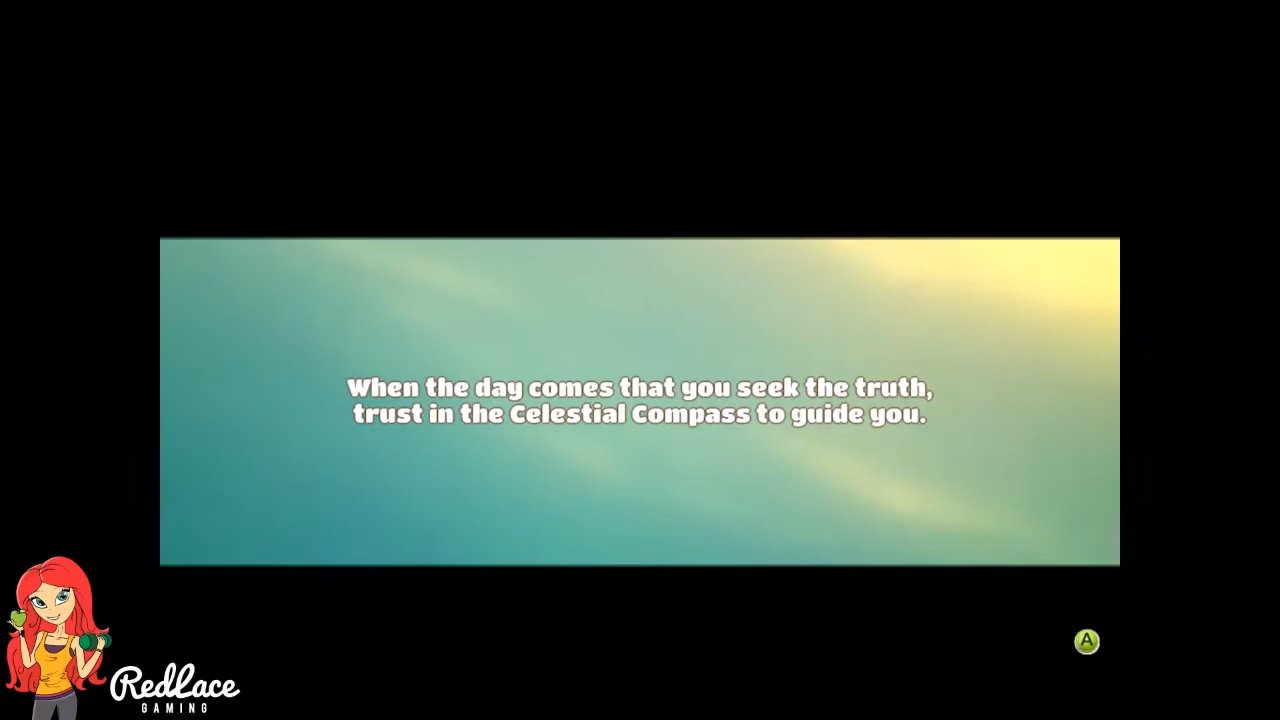 When the day comes that you seek the truth,
trust in the Celestial Compass to guide you.
A
RedLace
GAMING